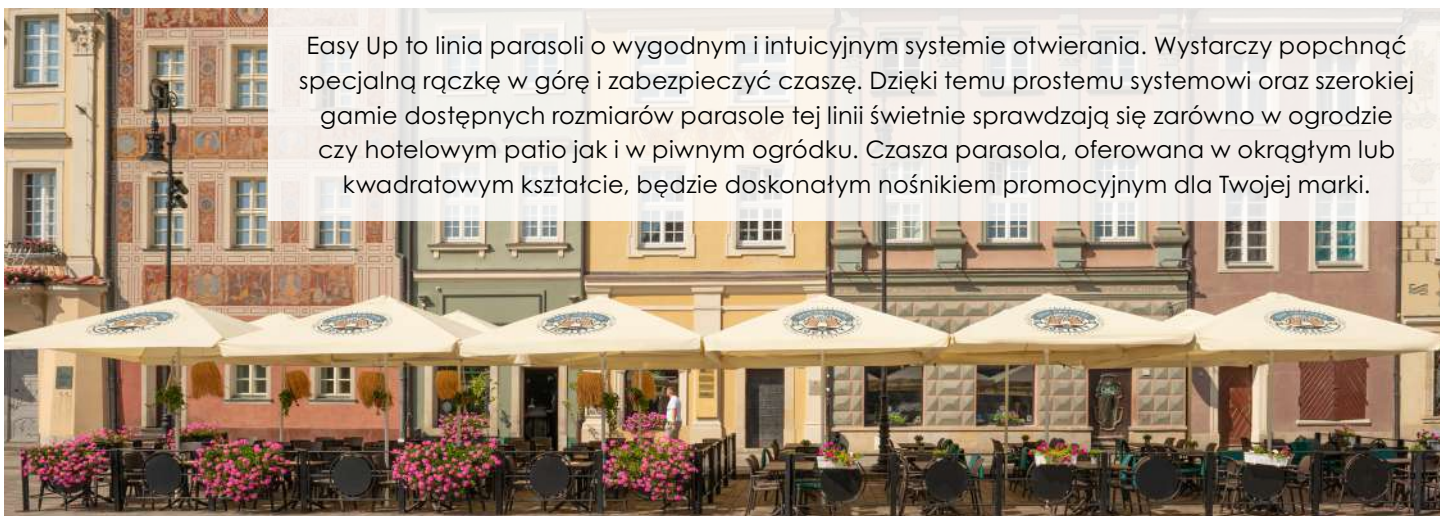 Easy Up to linia parasoli o wygodnym i intuicyjnym systemie otwierania. Wystarczy popchnąć
specjalną rączkę w górę i zabezpieczyć czaszę. Dzięki temu prostemu systemowi oraz szerokiej
gamie dostępnych rozmiarów parasole tej linii świetnie sprawdzają się zarówno w ogrodzie
czy hotelowym patio jak i w piwnym ogródku. Czasza parasola, oferowana w okrągłym lub
kwadratowym kształcie, będzie doskonałym nośnikiem promocyjnym dla Twojej marki.